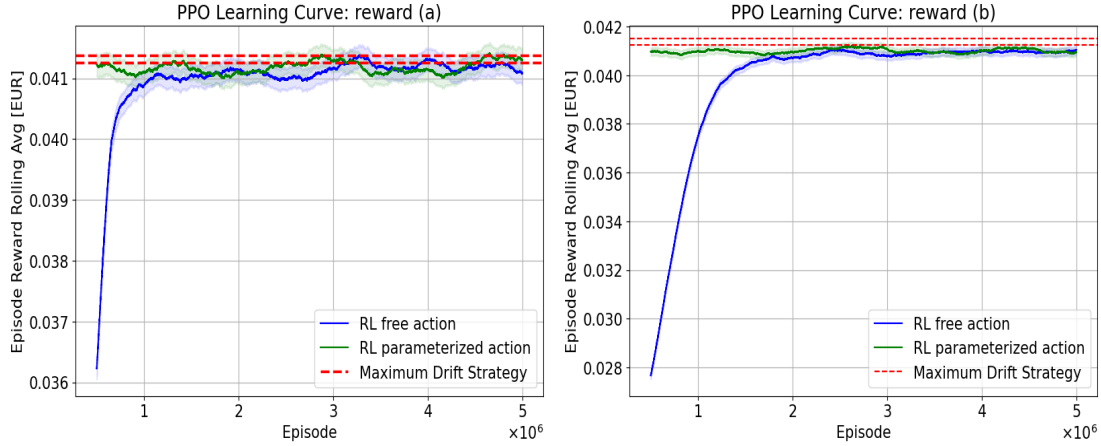 PPO Learning Curve: reward (a)
Episode Reward Rolling Avg [EUR]
0.041
0.040
0.039
0.038
0.037
0.036
RL free action
RL parameterized action
Maximum Drift Strategy
1 2 3 4 5
Episode
×10⁶
PPO Learning Curve: reward (b)
Episode Reward Rolling Avg [EUR]
0.042
0.040
0.038
0.036
0.034
0.032
0.030
0.028
RL free action
RL parameterized action
Maximum Drift Strategy
1 2 3 4 5
Episode
×10⁶